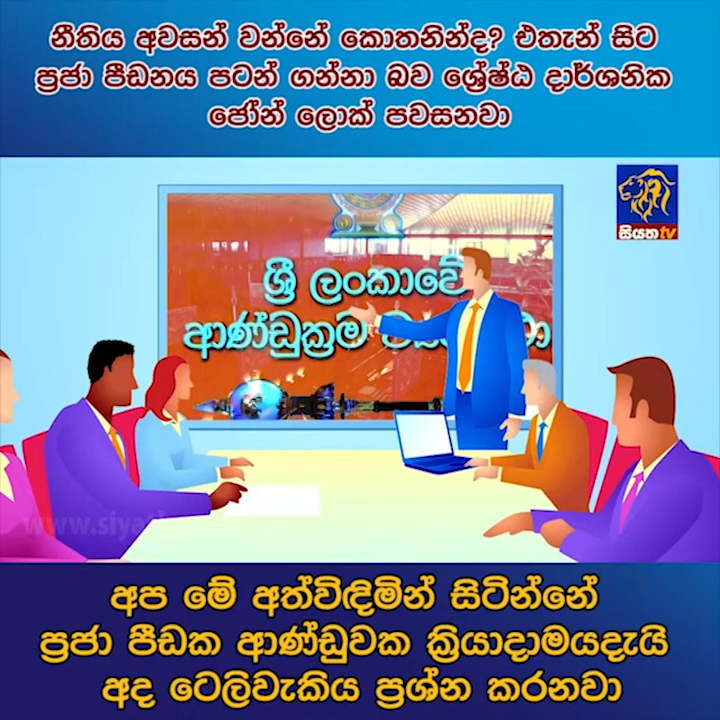 නීතිය අවසන් වන්නේ කොතනින්ද? එතැන් සිට
ප්‍රජා පීඩනය පටන් ගන්නා බව ශ්‍රේෂ්ඨ දාර්ශනික
ජෝන් ලොක් පවසනවා
සියත tv
ශ්‍රී ලංකාවේ
ආණ්ඩුක්‍රම
අප මේ අත්විඳිමින් සිටින්නේ
ප්‍රජා පීඩක ආණ්ඩුවක ක්‍රියාදාමයදැයි
අද ටෙලිවැකිය ප්‍රශ්න කරනවා